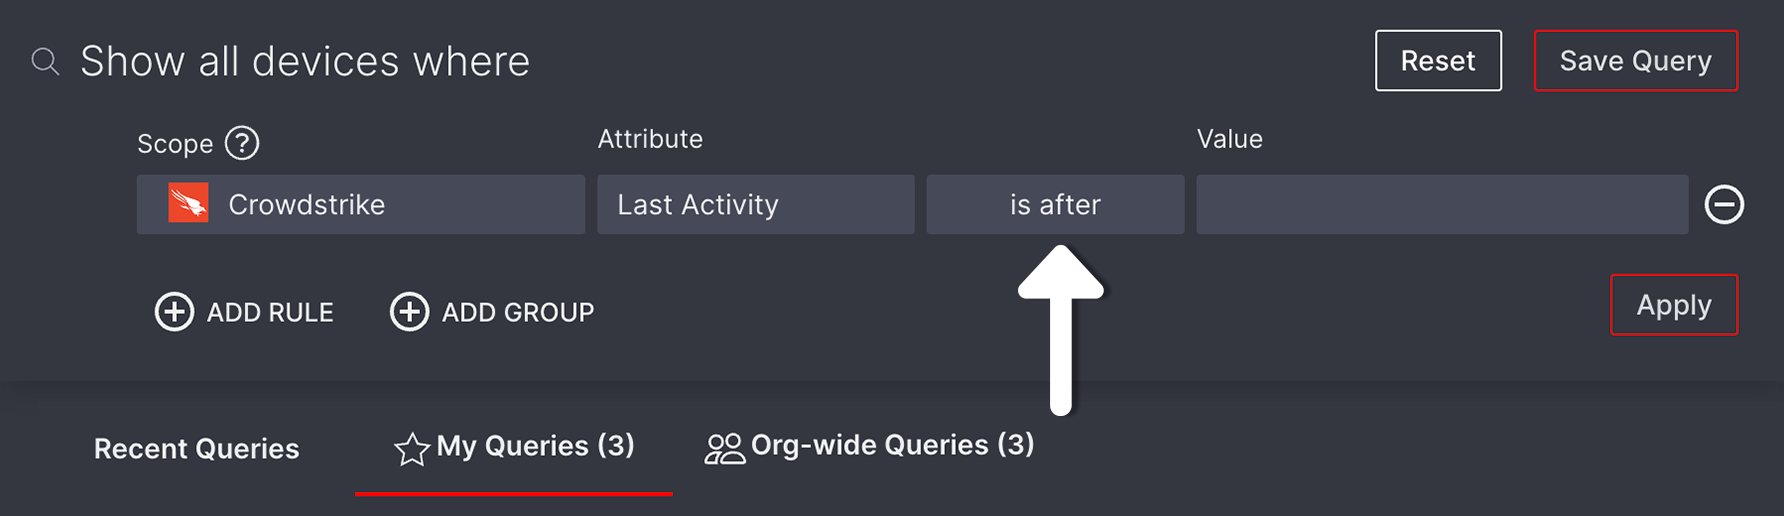 Show all devices where
Reset
Save Query
Scope ?
Attribute
Value
Crowdstrike
Last Activity
is after
ADD RULE
ADD GROUP
Apply
Recent Queries
My Queries (3)
Org-wide Queries (3)